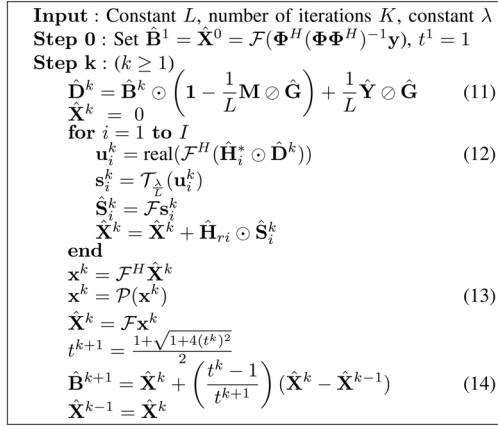 Input : Constant L, number of iterations K, constant λ
Step 0 : Set B̂¹ = X̂⁰ = ℱ(Φᴴ(ΦΦᴴ)⁻¹y), t¹ = 1
Step k : (k ≥ 1)
D̂ᵏ = B̂ᵏ ⊙ (1 − 1/L M ⊘ Ĝ) + 1/L Ŷ ⊘ Ĝ (11)
X̂ᵏ = 0
for i = 1 to I
uᵢᵏ = real(ℱᴴ(Ĥᵢ* ⊙ D̂ᵏ)) (12)
sᵢᵏ = 𝒯_{λ/L}(uᵢᵏ)
Ŝᵢᵏ = ℱsᵢᵏ
X̂ᵏ = X̂ᵏ + Ĥᵣᵢ ⊙ Ŝᵢᵏ
end
xᵏ = ℱᴴX̂ᵏ
xᵏ = 𝒫(xᵏ) (13)
X̂ᵏ = ℱxᵏ
tᵏ⁺¹ = (1+√(1+4(tᵏ)²))/2
B̂ᵏ⁺¹ = X̂ᵏ + ((tᵏ − 1)/tᵏ⁺¹) (X̂ᵏ − X̂ᵏ⁻¹) (14)
X̂ᵏ⁻¹ = X̂ᵏ